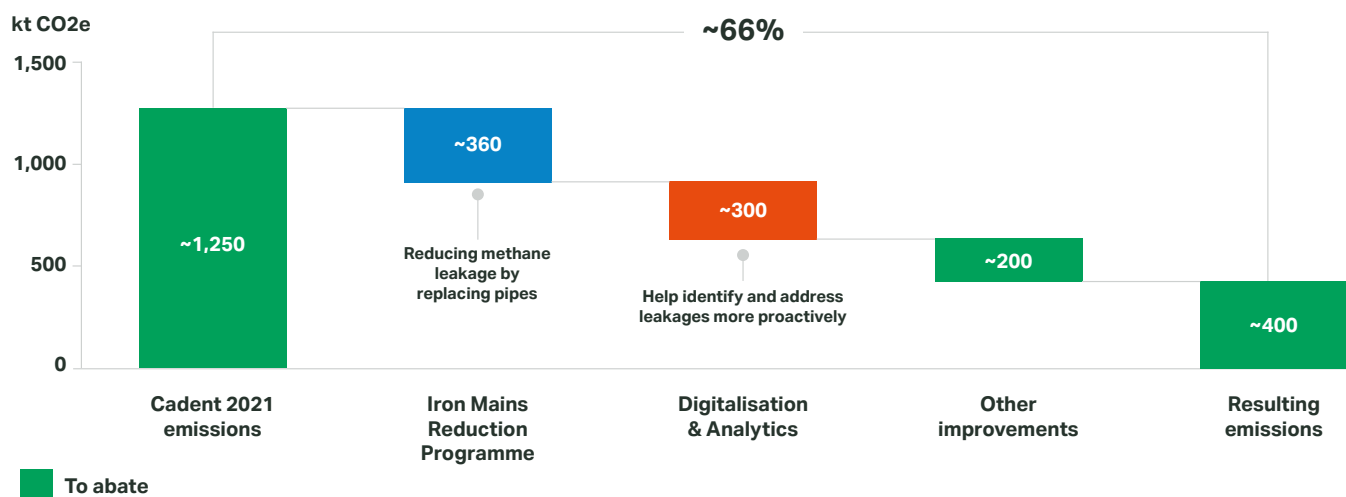 kt CO2e
~66%
1,500
1,000
500
0
~1,250
~360
~300
~200
~400
Reducing methane
leakage by
replacing pipes
Help identify and address
leakages more proactively
Cadent 2021
emissions
Iron Mains
Reduction
Programme
Digitalisation
& Analytics
Other
improvements
Resulting
emissions
To abate